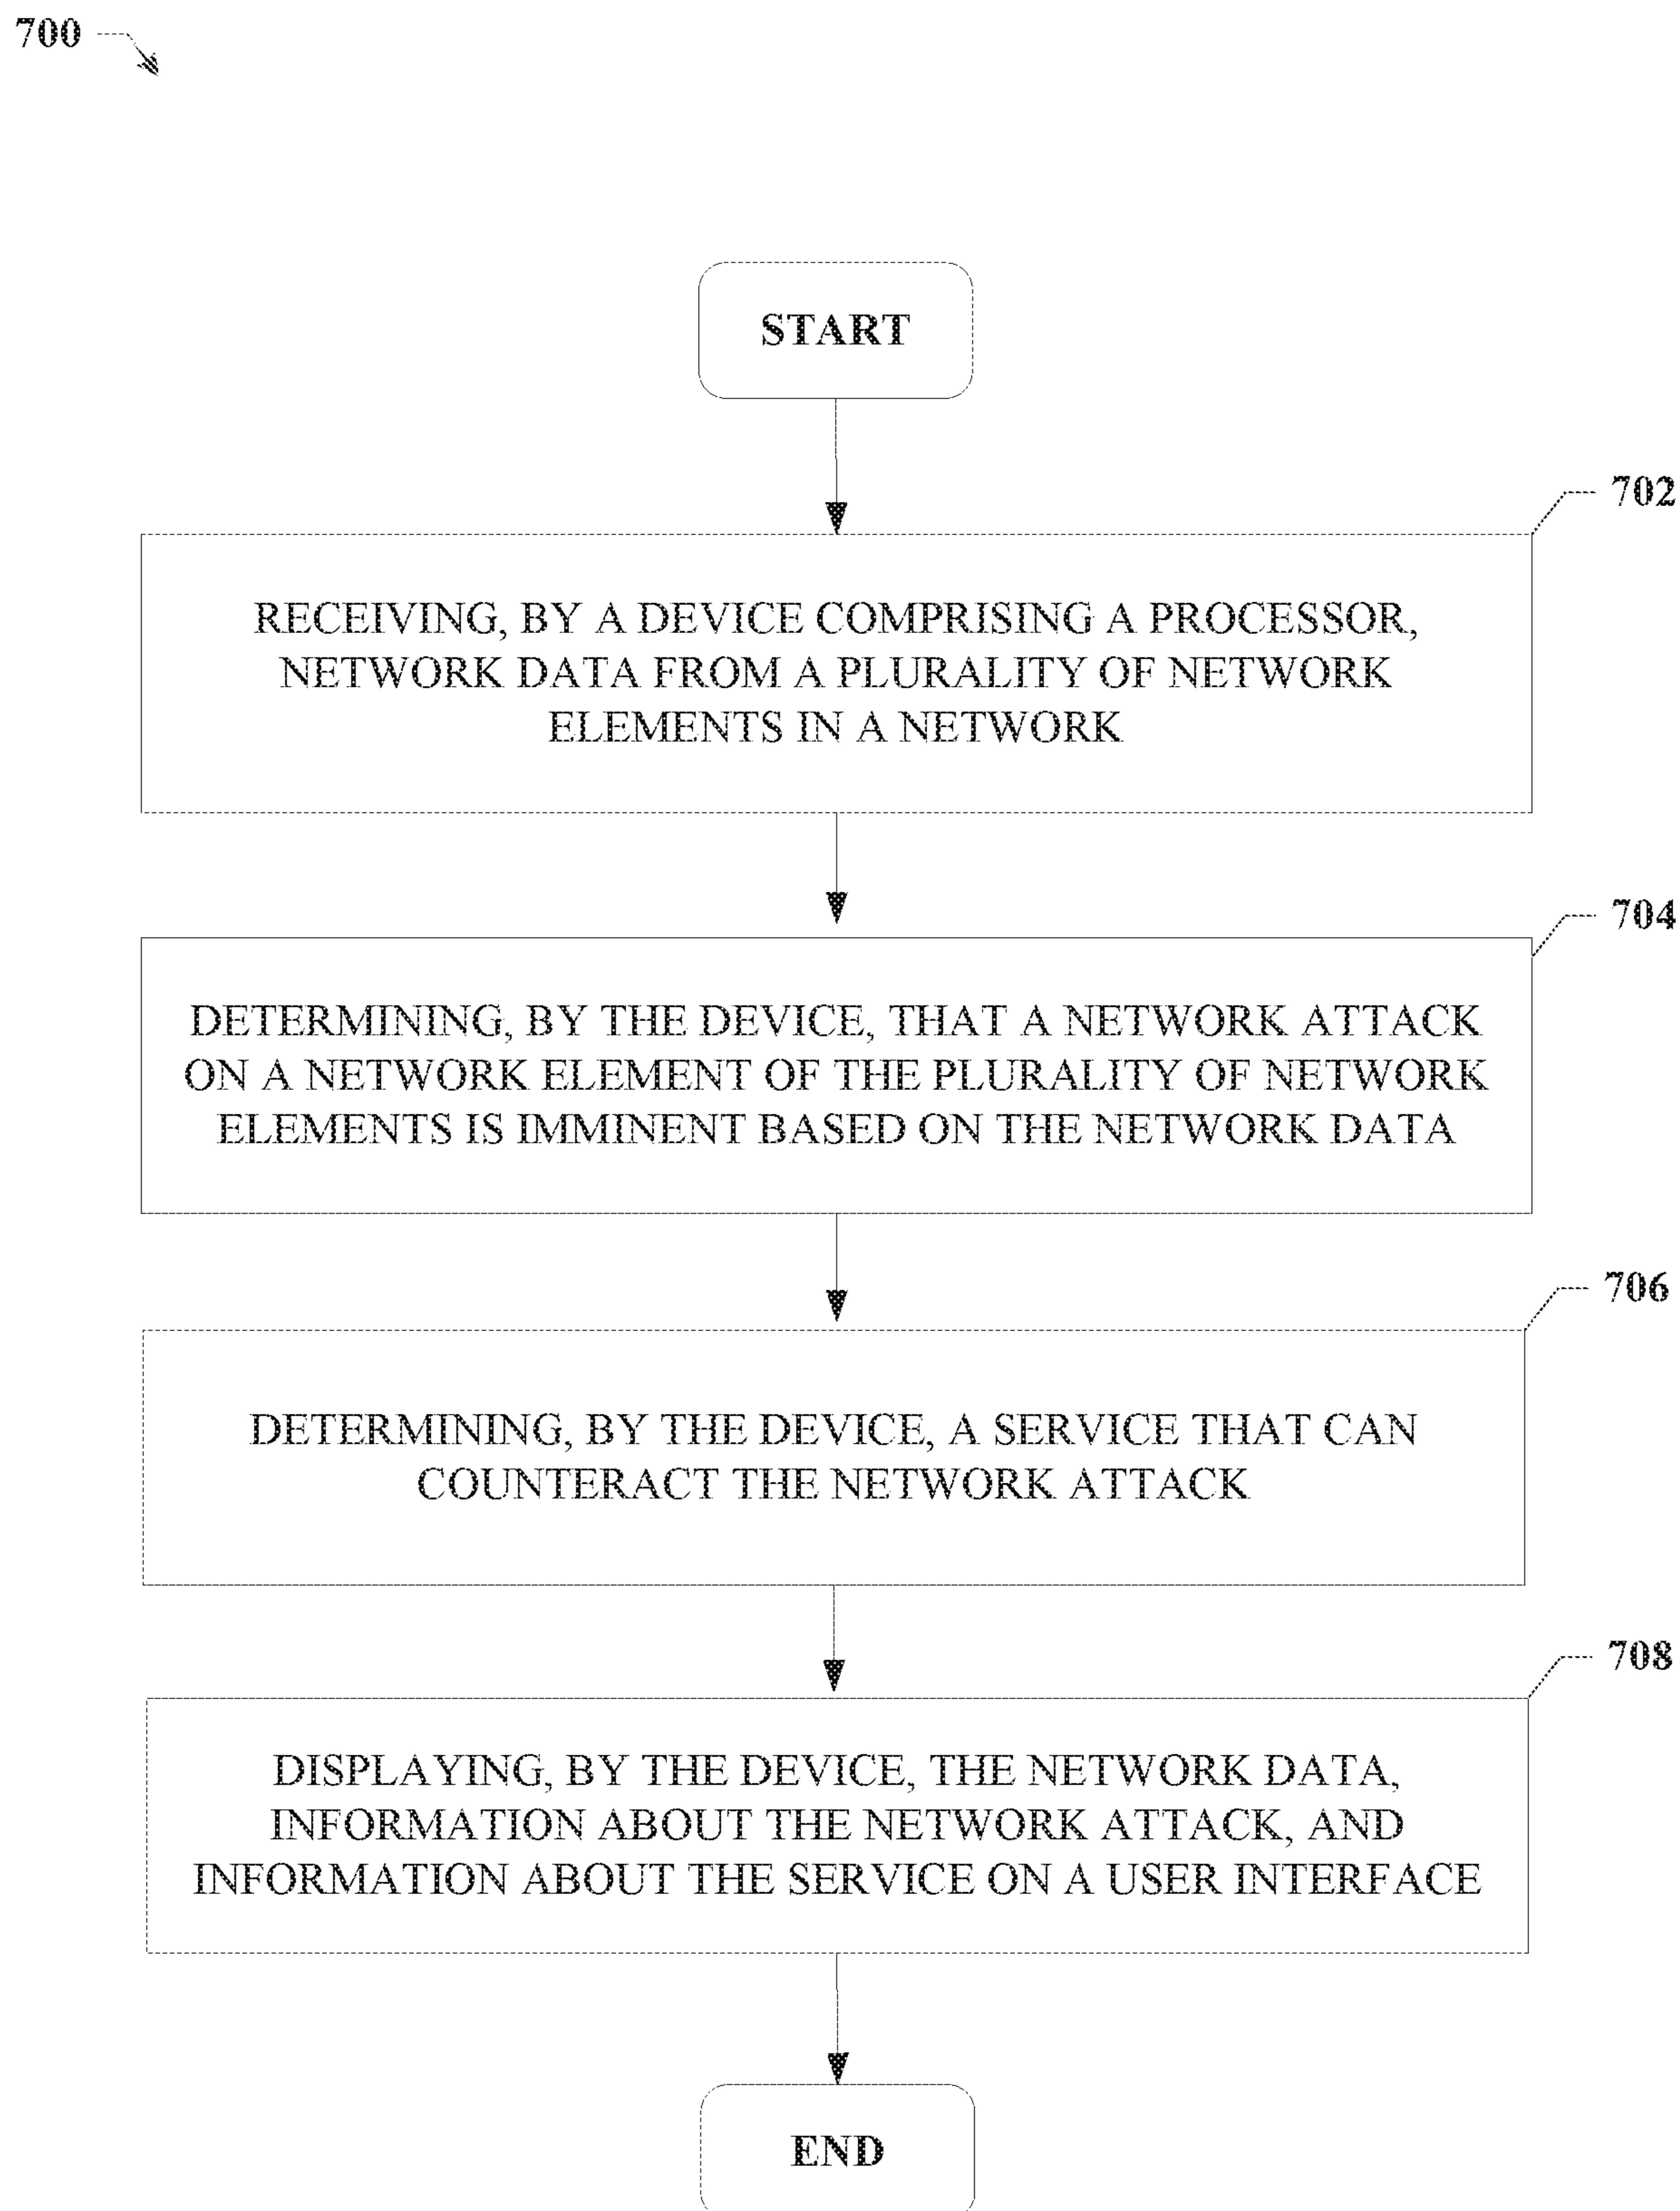 700
START
702
RECEIVING, BY A DEVICE COMPRISING A PROCESSOR,
NETWORK DATA FROM A PLURALITY OF NETWORK
ELEMENTS IN A NETWORK
704
DETERMINING, BY THE DEVICE, THAT A NETWORK ATTACK
ON A NETWORK ELEMENT OF THE PLURALITY OF NETWORK
ELEMENTS IS IMMINENT BASED ON THE NETWORK DATA
706
DETERMINING, BY THE DEVICE, A SERVICE THAT CAN
COUNTERACT THE NETWORK ATTACK
708
DISPLAYING, BY THE DEVICE, THE NETWORK DATA,
INFORMATION ABOUT THE NETWORK ATTACK, AND
INFORMATION ABOUT THE SERVICE ON A USER INTERFACE
END